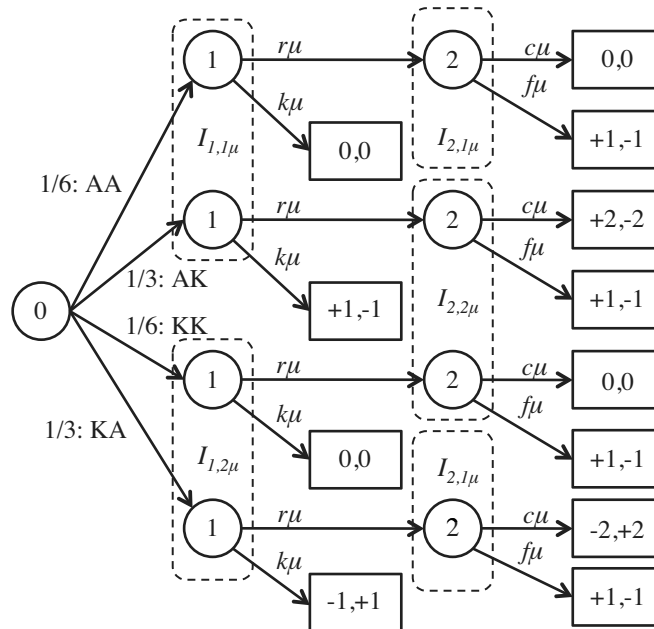 1 rμ 2 cμ 0,0
fμ
kμ
I1,1μ I2,1μ
0,0 +1,-1
1/6: AA
1 rμ 2 cμ +2,-2
kμ fμ
1/3: AK
I2,2μ
0 +1,-1 +1,-1
1/6: KK
1 rμ 2 cμ 0,0
kμ fμ
1/3: KA
I1,2μ 0,0 I2,1μ +1,-1
1 rμ 2 cμ -2,+2
kμ fμ
-1,+1 +1,-1